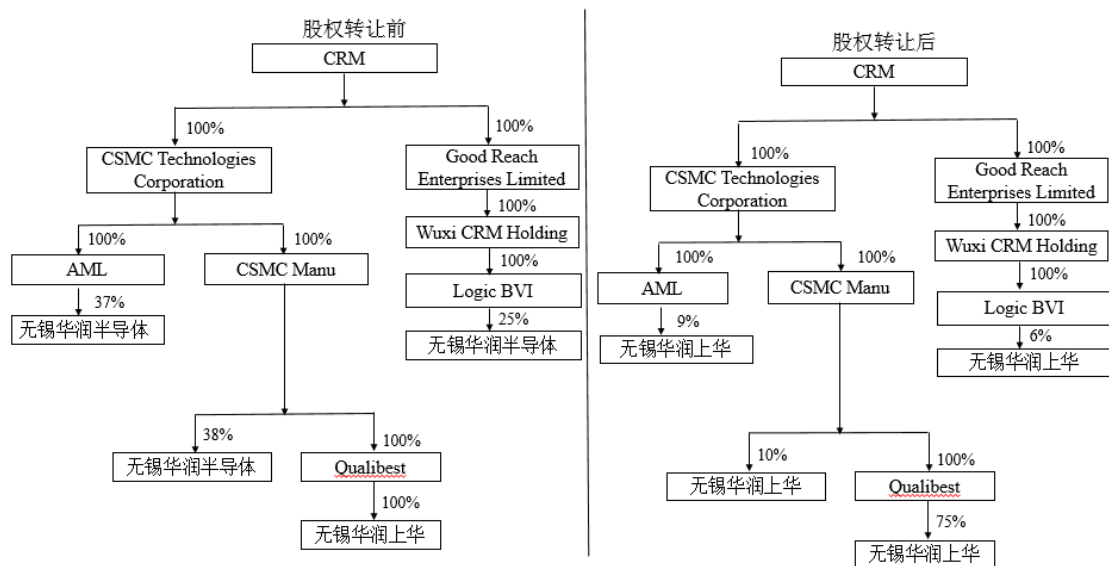 股权转让前
CRM
100%
100%
CSMC Technologies
Corporation
Good Reach
Enterprises Limited
100%
100%
100%
AML
CSMC Manu
Wuxi CRM Holding
100%
37%
Logic BVI
无锡华润半导体
25%
无锡华润半导体
38%
100%
无锡华润半导体
Qualibest
100%
无锡华润上华
股权转让后
CRM
100%
100%
CSMC Technologies
Corporation
Good Reach
Enterprises Limited
100%
Wuxi CRM Holding
100%
100%
100%
AML
CSMC Manu
Logic BVI
9%
6%
无锡华润上华
无锡华润上华
10%
100%
无锡华润上华
Qualibest
75%
无锡华润上华